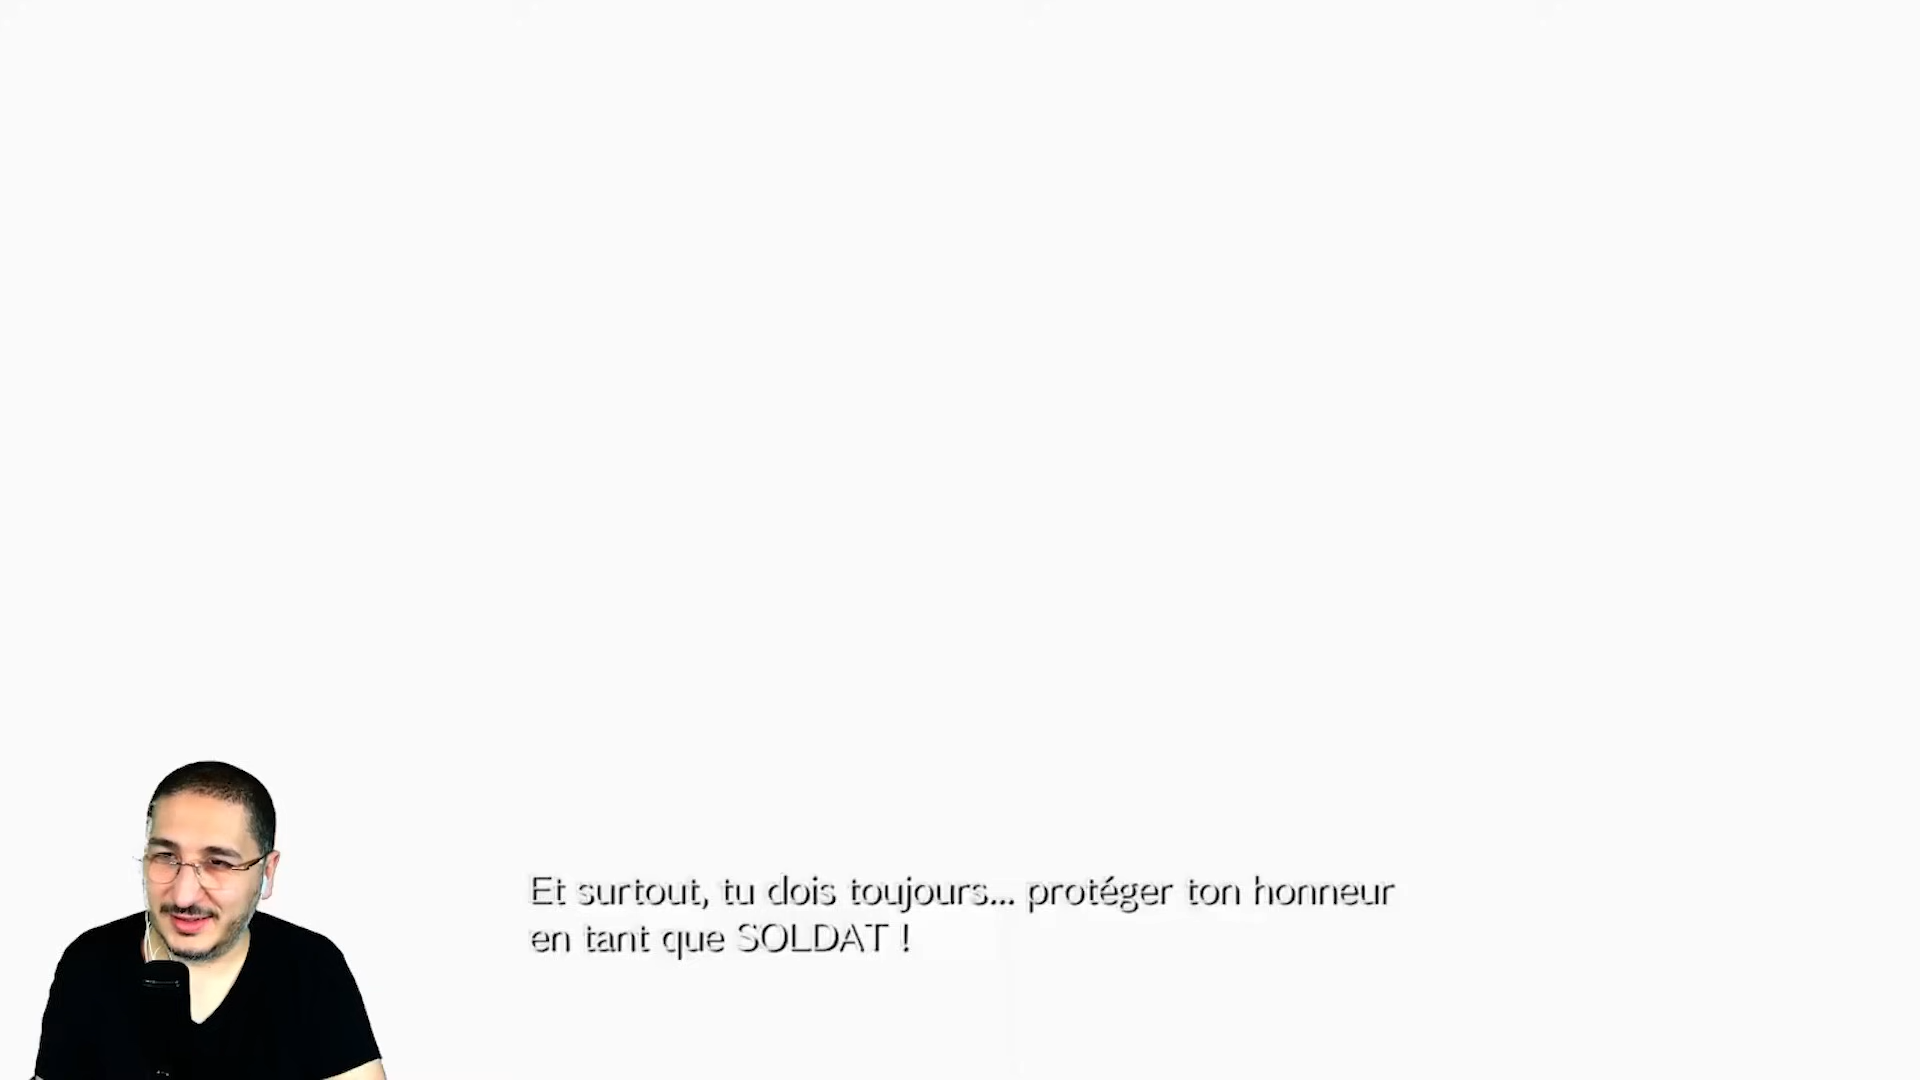 Et surtout, tu dois toujours... protéger ton honneur
en tant que SOLDAT !